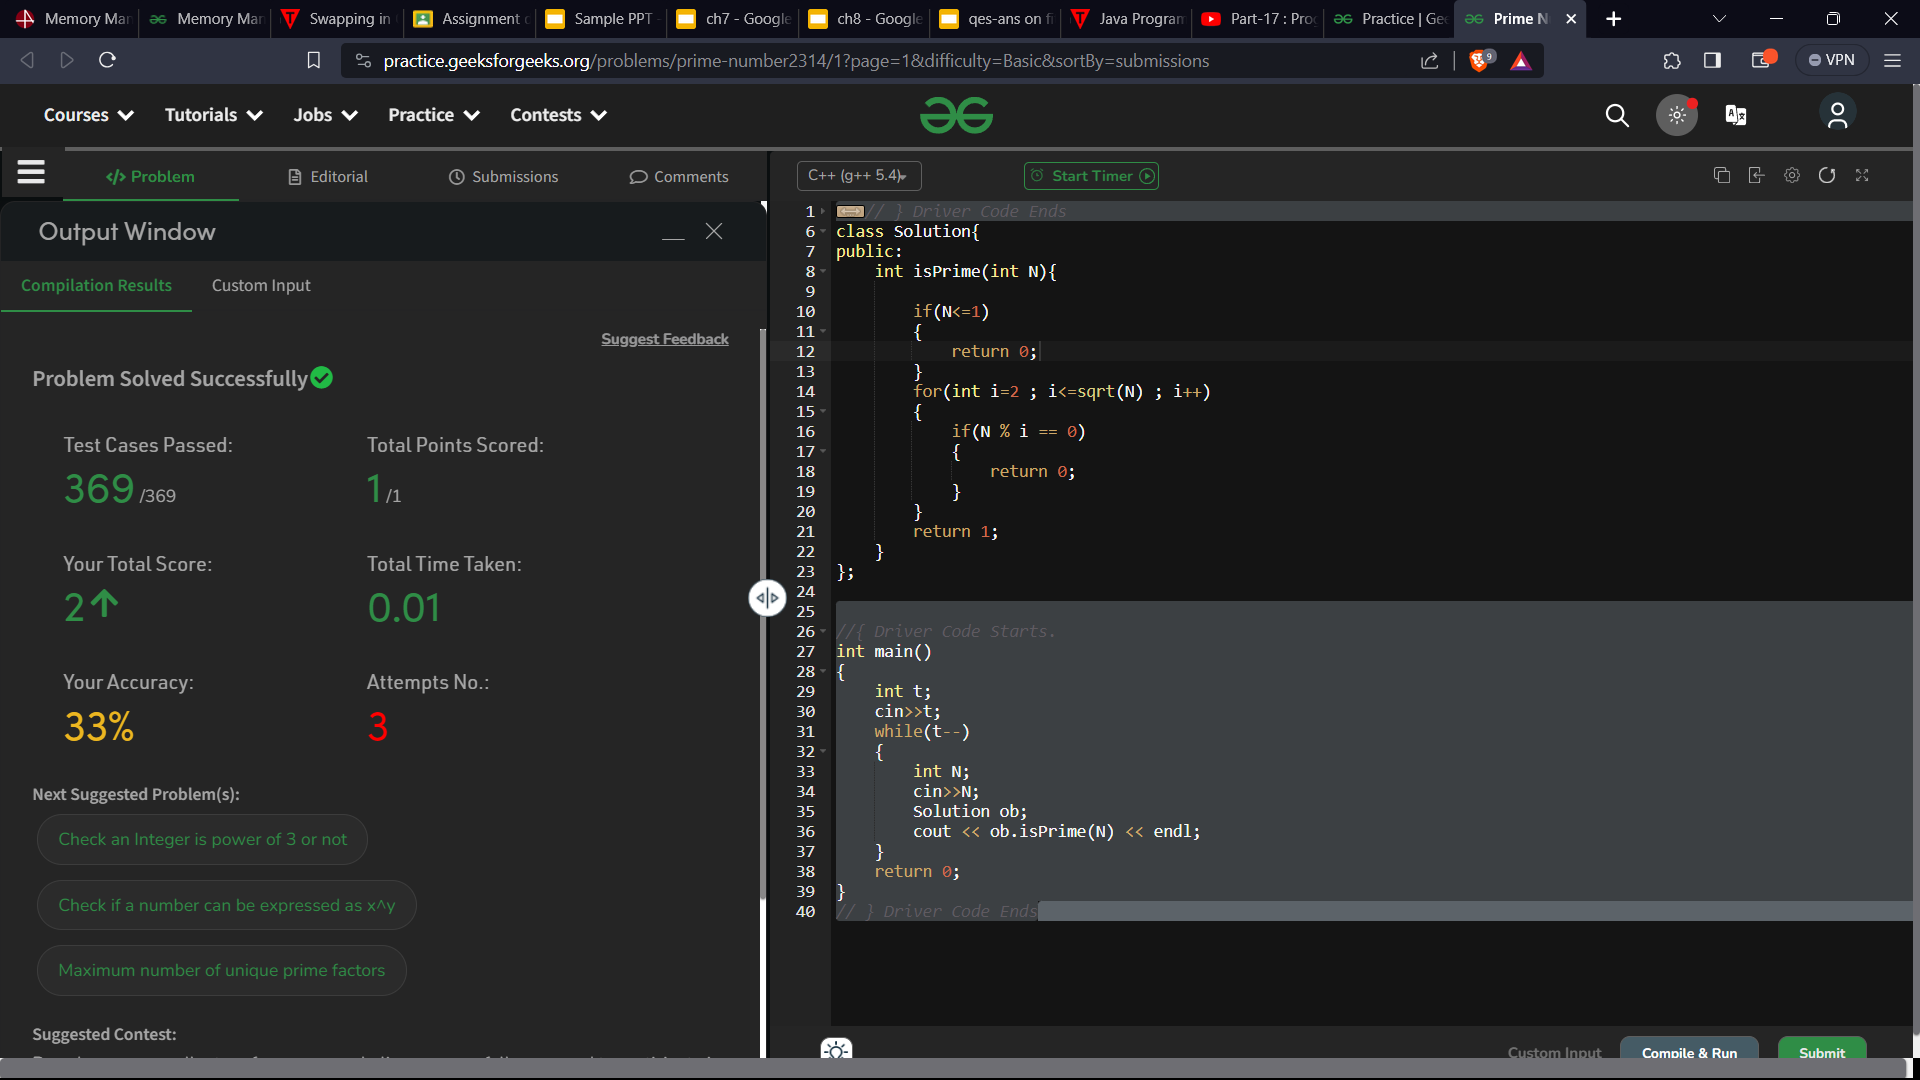 Memory Man
Memory Man
Swapping in
Assignment
Sample PPT
ch7 - Google
ch8 - Google
qes-ans on
Java Program
Part-17 : Pro
Practice | Gee
Prime N
practice.geeksforgeeks.org/problems/prime-number2314/1?page=1&difficulty=Basic&sortBy=submissions
9
VPN
Courses
Tutorials
Jobs
Practice
Contests
</> Problem
Editorial
Submissions
Comments
C++ (g++ 5.4)
Start Timer
Output Window
Compilation Results
Custom Input
Suggest Feedback
Problem Solved Successfully
Test Cases Passed:
369 /369
Total Points Scored:
1 /1
Your Total Score:
2
Total Time Taken:
0.01
Your Accuracy:
33%
Attempts No.:
3
Next Suggested Problem(s):
Check an Integer is power of 3 or not
Check if a number can be expressed as x^y
Maximum number of unique prime factors
Suggested Contest:
1 // } Driver Code Ends
6 class Solution{
7 public:
8 int isPrime(int N){
9
10 if(N<=1)
11 {
12 return 0;
13 }
14 for(int i=2 ; i<=sqrt(N) ; i++)
15 {
16 if(N % i == 0)
17 {
18 return 0;
19 }
20 }
21 return 1;
22 }
23 };
24
25
26 //{ Driver Code Starts.
27 int main()
28 {
29 int t;
30 cin>>t;
31 while(t--)
32 {
33 int N;
34 cin>>N;
35 Solution ob;
36 cout << ob.isPrime(N) << endl;
37 }
38 return 0;
39 }
40 // } Driver Code Ends
Custom Input
Compile & Run
Submit